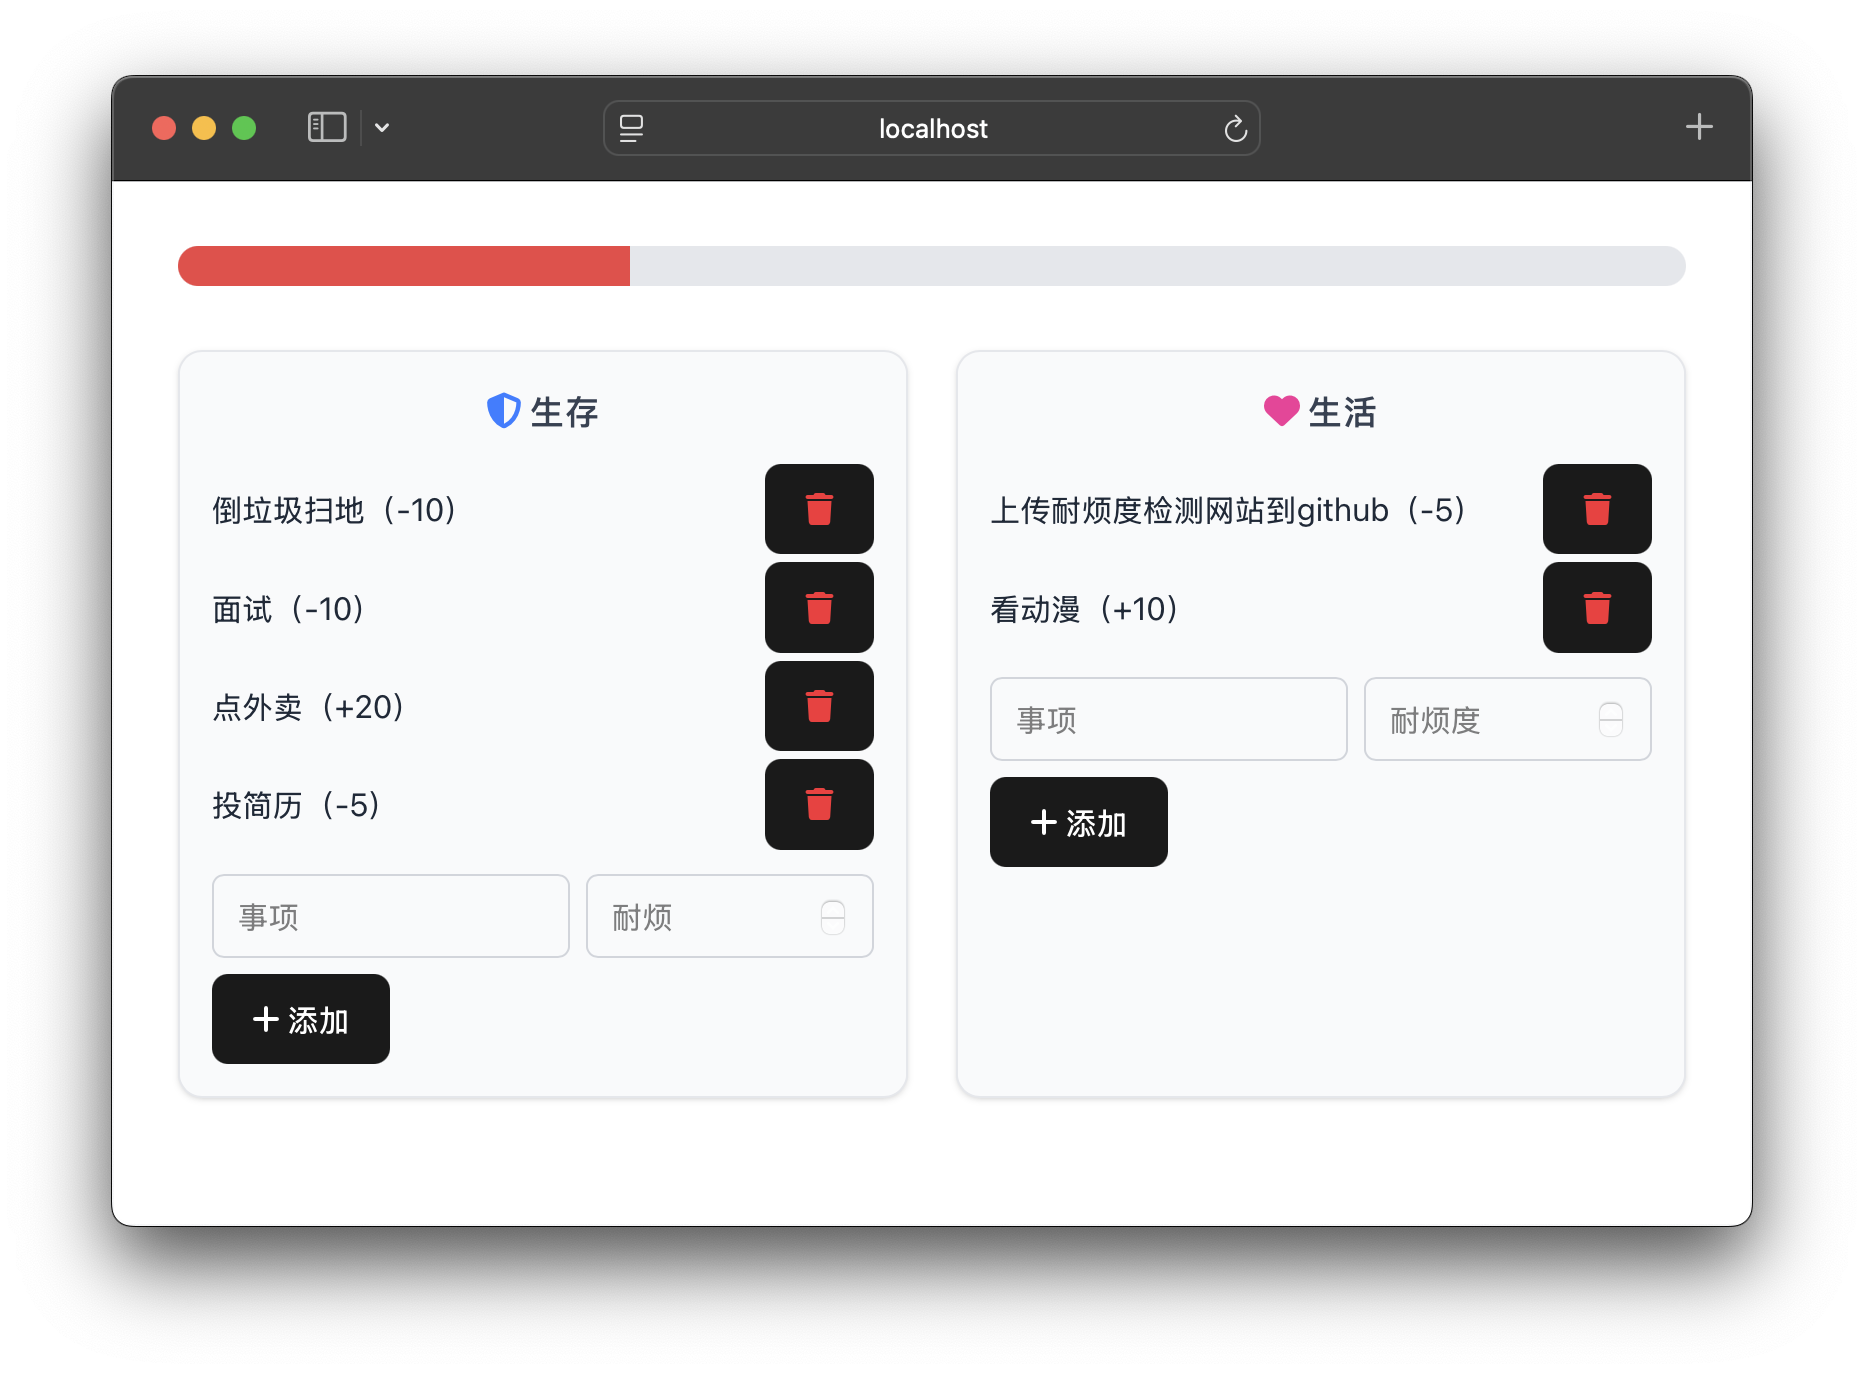 localhost
生存
倒垃圾扫地（-10）
面试（-10）
点外卖（+20）
投简历（-5）
事项
耐烦
添加
生活
上传耐烦度检测网站到github（-5）
看动漫（+10）
事项
耐烦度
添加